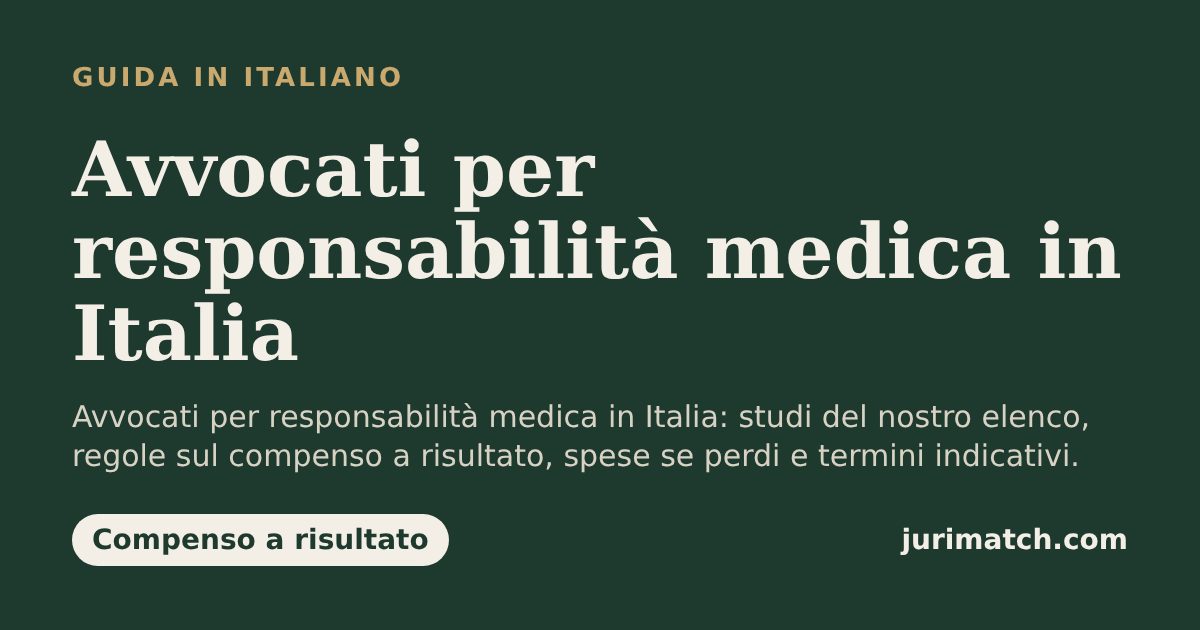 GUIDA IN ITALIANO
Avvocati per
responsabilità medica in
Italia
Avvocati per responsabilità medica in Italia: studi del nostro elenco,
regole sul compenso a risultato, spese se perdi e termini indicativi.
Compenso a risultato
jurimatch.com